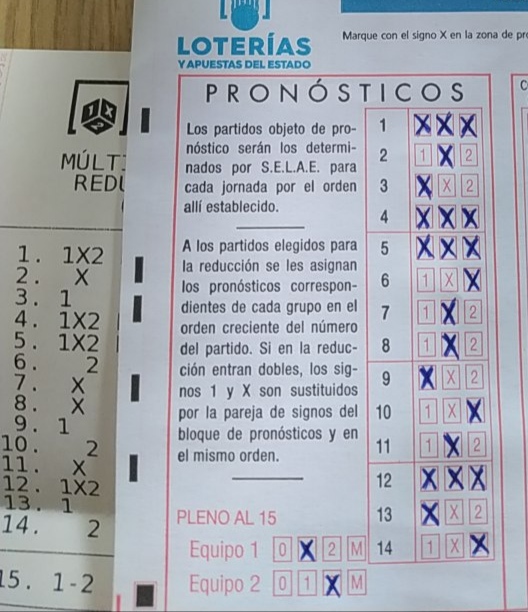 LOTERÍAS
Y APUESTAS DEL ESTADO
Marque con el signo X en la zona de
PRONÓSTICOS
Los partidos objeto de pro-
nóstico serán los determi-
nados por S.E.L.A.E. para
cada jornada por el orden
allí establecido.
A los partidos elegidos para
la reducción se les asignan
los pronósticos correspon-
dientes de cada grupo en el
orden creciente del número
del partido. Si en la reduc-
ción entran dobles, los sig-
nos 1 y X son sustituidos
por la pareja de signos del
bloque de pronósticos y en
el mismo orden.
1 X X X
2 1 X 2
3 X X 2
4 X X X
5 X X X
6 1 X X
7 1 X 2
8 1 X 2
9 X X 2
10 1 X X
11 1 X 2
12 X X X
13 X X 2
14 1 X X
PLENO AL 15
Equipo 1 0 X 2 M
Equipo 2 0 1 X M
1 X 2
MÚLT
REDU
1. 1X2
2. X
3. 1
4. 1X2
5. 1X2
6. 2
7. X
8. X
9. 1
10. 2
11. X
12. 1X2
13. 1
14. 2
15. 1-2